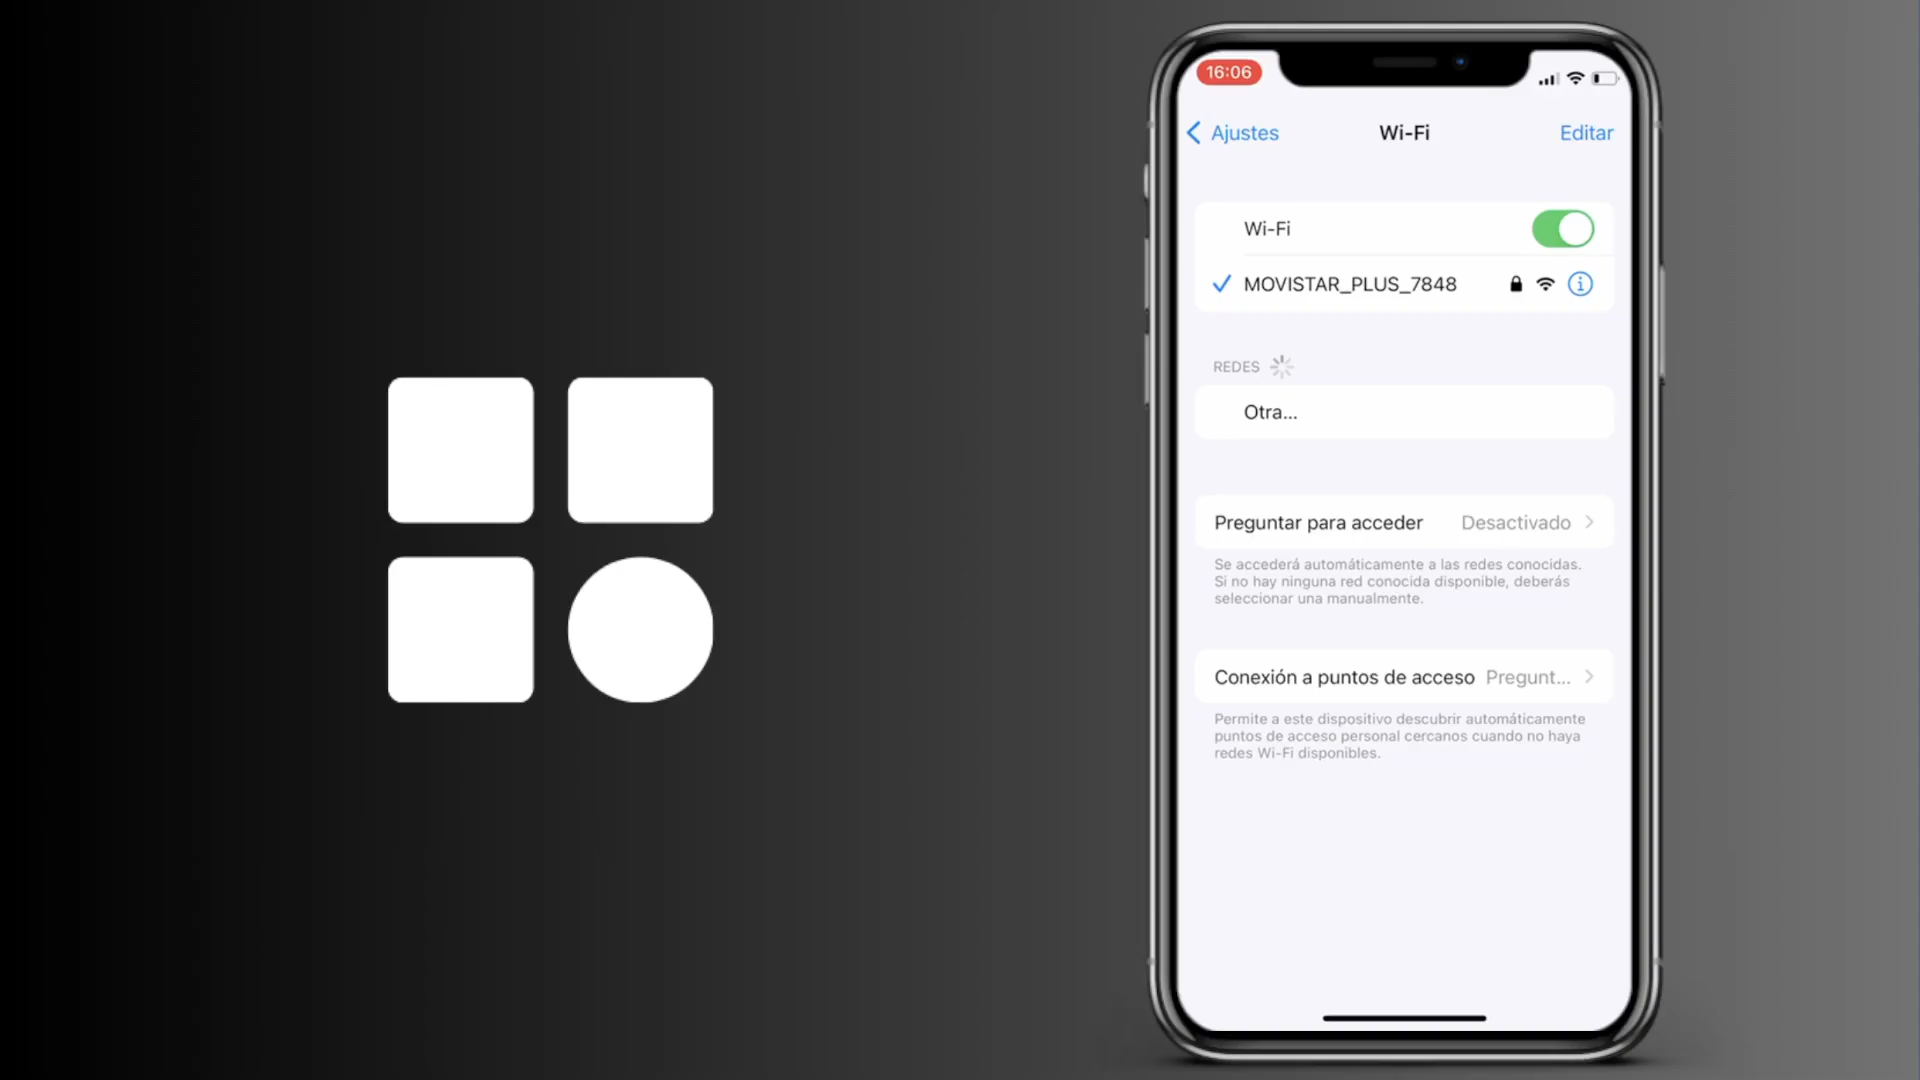 16:06
Ajustes
Wi-Fi
Editar
Wi-Fi
MOVISTAR_PLUS_7848
REDES
Otra...
Preguntar para acceder Desactivado
Se accederá automáticamente a las redes conocidas.
Si no hay ninguna red conocida disponible, deberás
seleccionar una manualmente.
Conexión a puntos de acceso Pregunt...
Permite a este dispositivo descubrir automáticamente
puntos de acceso personal cercanos cuando no haya
redes Wi-Fi disponibles.